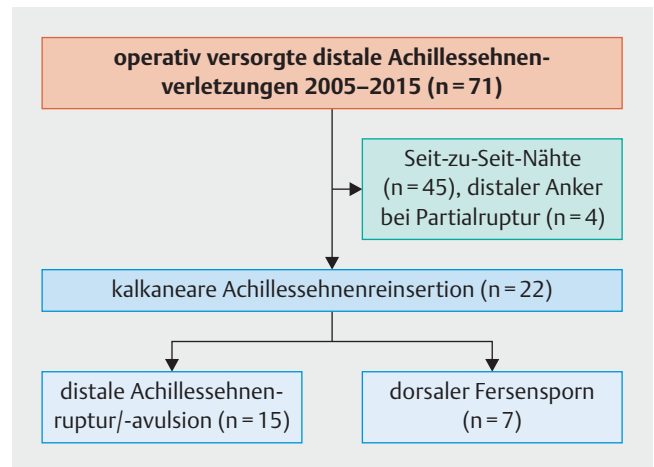 operativ versorgte distale Achillessehnen-
verletzungen 2005–2015 (n = 71)
Seit-zu-Seit-Nähte
(n = 45), distaler Anker
bei Partialruptur (n = 4)
kalkaneare Achillessehnenreinsertion (n = 22)
distale Achillessehnen-
ruptur/-avulsion (n = 15)
dorsaler Fersensporn
(n = 7)